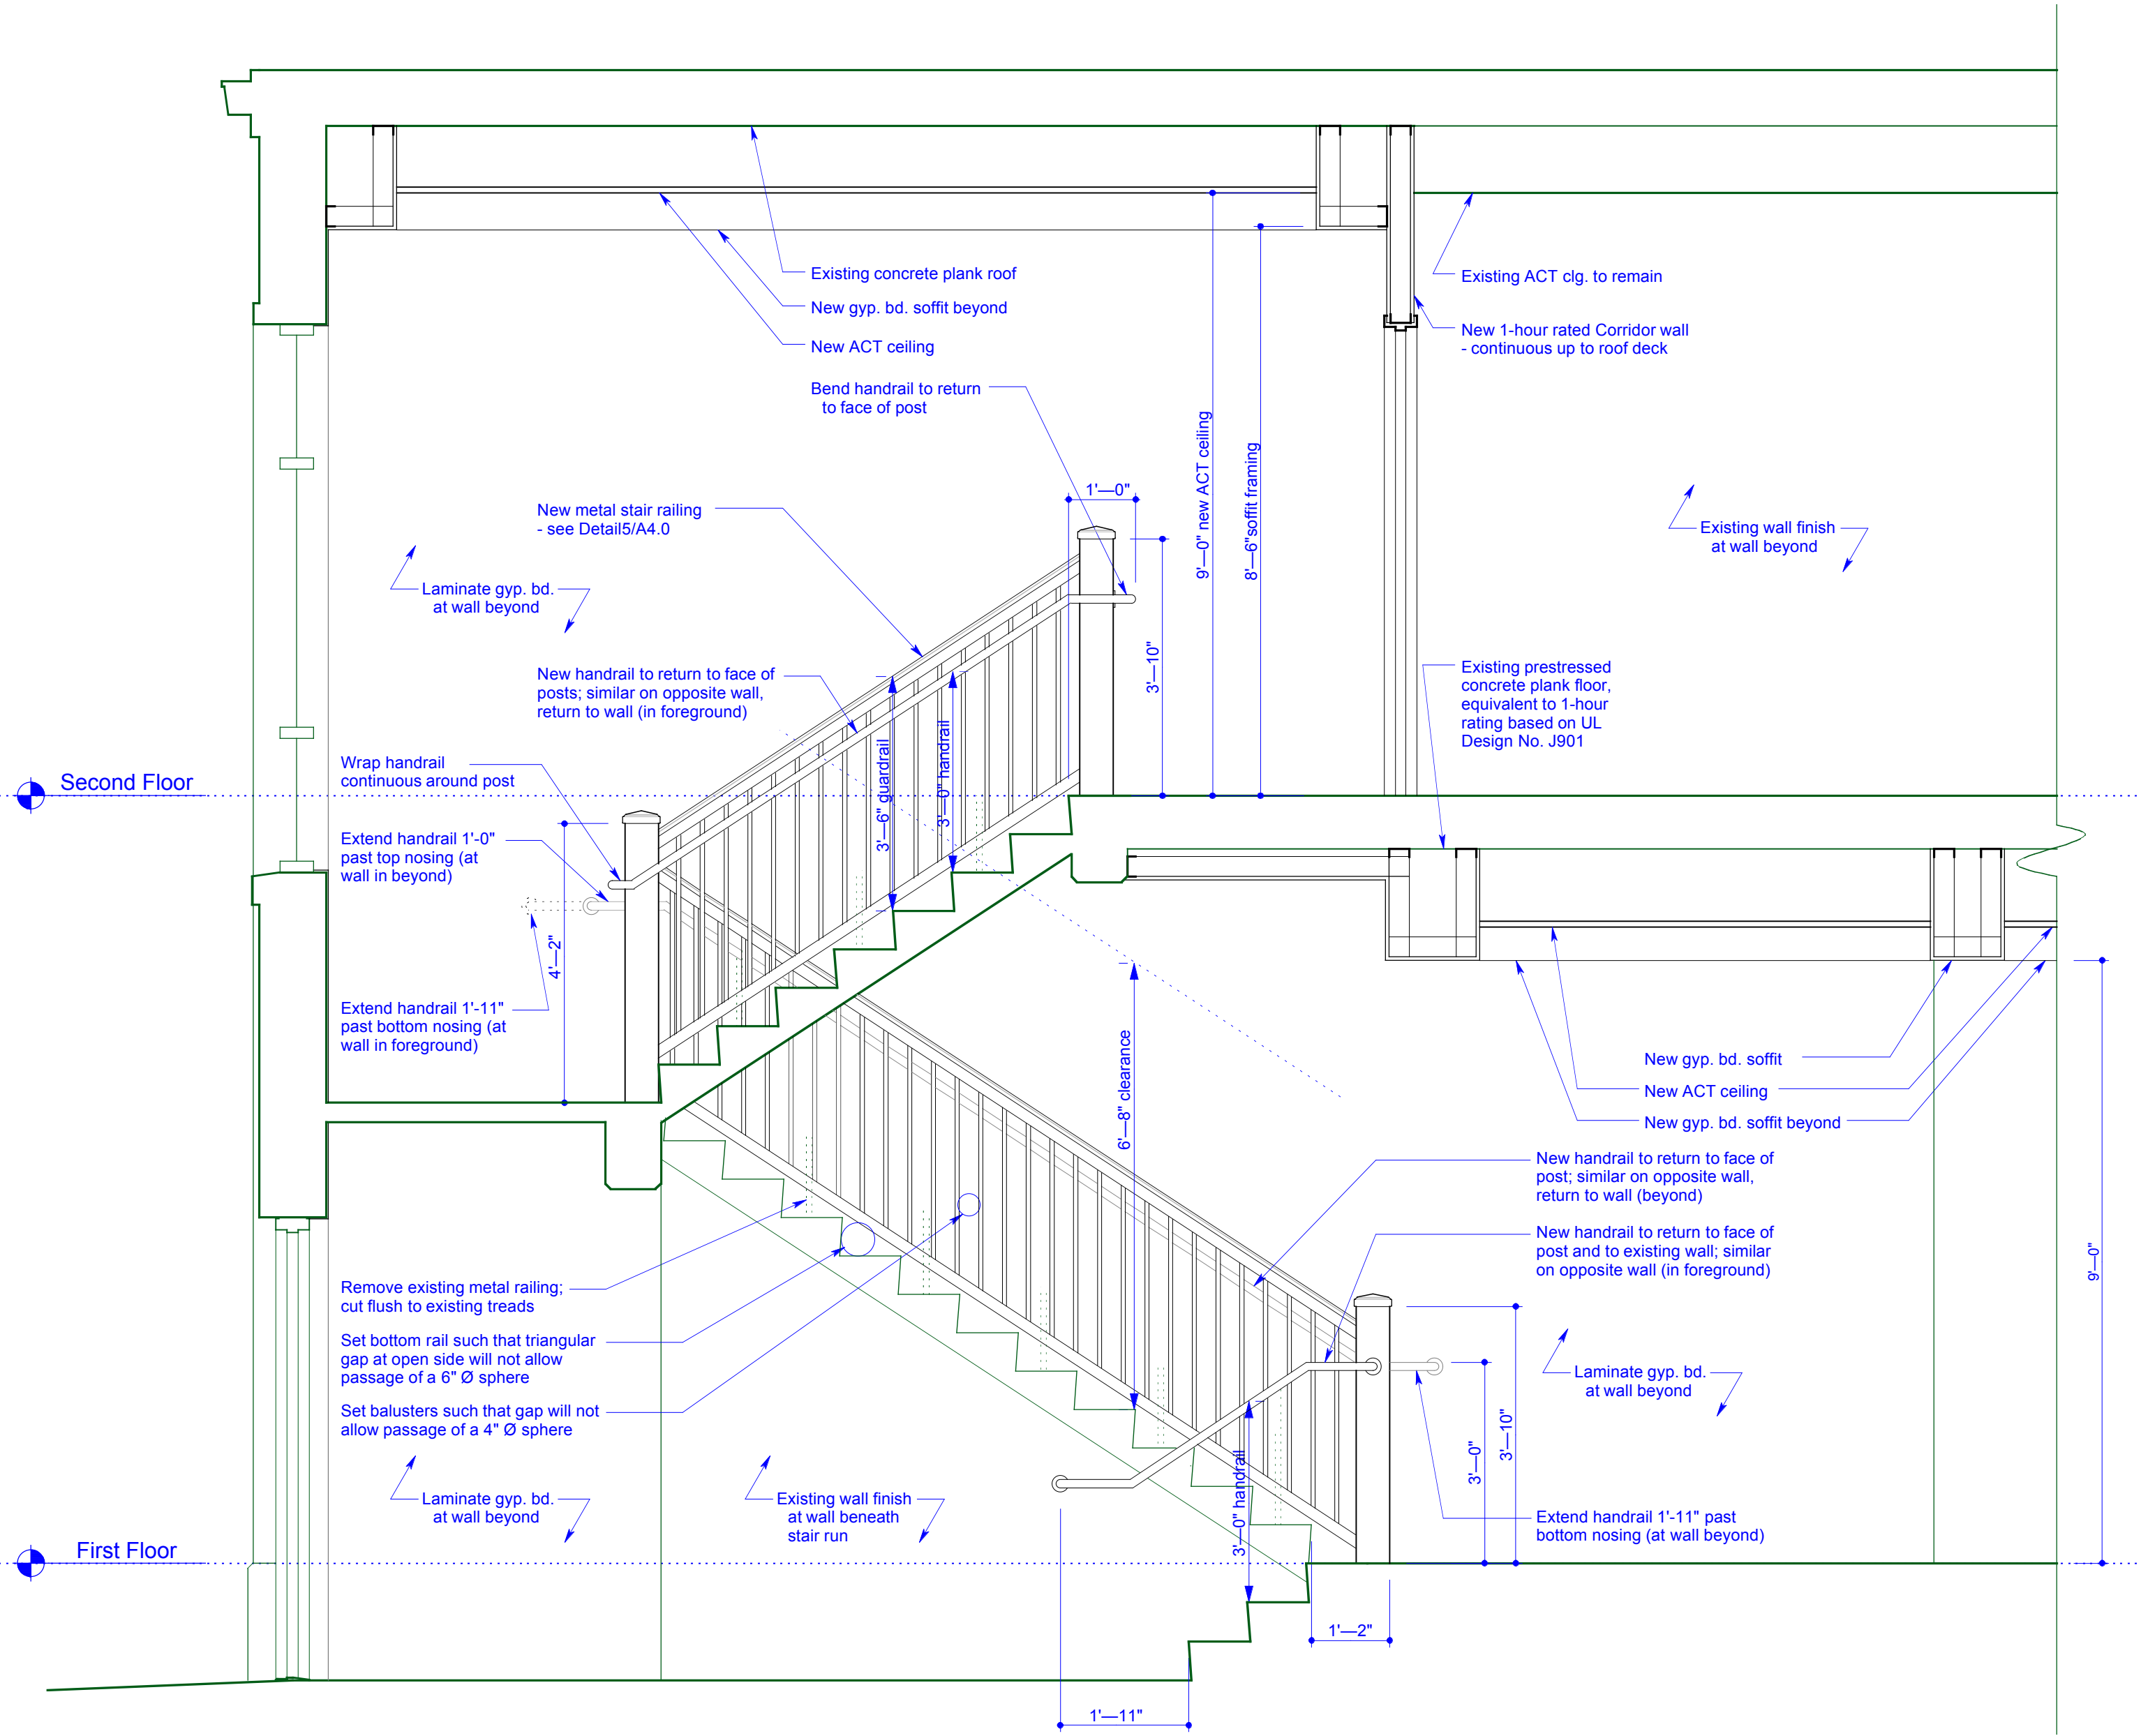 Existing concrete plank roof
New gyp. bd. soffit beyond
New ACT ceiling
Existing ACT clg. to remain
New 1-hour rated Corridor wall
- continuous up to roof deck
Bend handrail to return
to face of post
9'—0" new ACT ceiling
8'—6"soffit framing
1'—0"
New metal stair railing
- see Detail5/A4.0
Existing wall finish
at wall beyond
Laminate gyp. bd.
at wall beyond
3'—10"
New handrail to return to face of
posts; similar on opposite wall,
return to wall (in foreground)
Existing prestressed
concrete plank floor,
equivalent to 1-hour
rating based on UL
Design No. J901
3'—6" guardrail
3'—0" handrail
Wrap handrail
continuous around post
Second Floor
Extend handrail 1'-0"
past top nosing (at
wall in beyond)
4'—2"
Extend handrail 1'-11"
past bottom nosing (at
wall in foreground)
6'—8" clearance
New gyp. bd. soffit
New ACT ceiling
New gyp. bd. soffit beyond
New handrail to return to face of
post; similar on opposite wall,
return to wall (beyond)
New handrail to return to face of
post and to existing wall; similar
on opposite wall (in foreground)
9'—0"
Remove existing metal railing;
cut flush to existing treads
Set bottom rail such that triangular
gap at open side will not allow
passage of a 6" Ø sphere
Set balusters such that gap will not
allow passage of a 4" Ø sphere
Laminate gyp. bd.
at wall beyond
3'—10"
3'—0"
3'—0" handrail
Laminate gyp. bd.
at wall beyond
Existing wall finish
at wall beneath
stair run
Extend handrail 1'-11" past
bottom nosing (at wall beyond)
First Floor
1'—2"
1'—11"